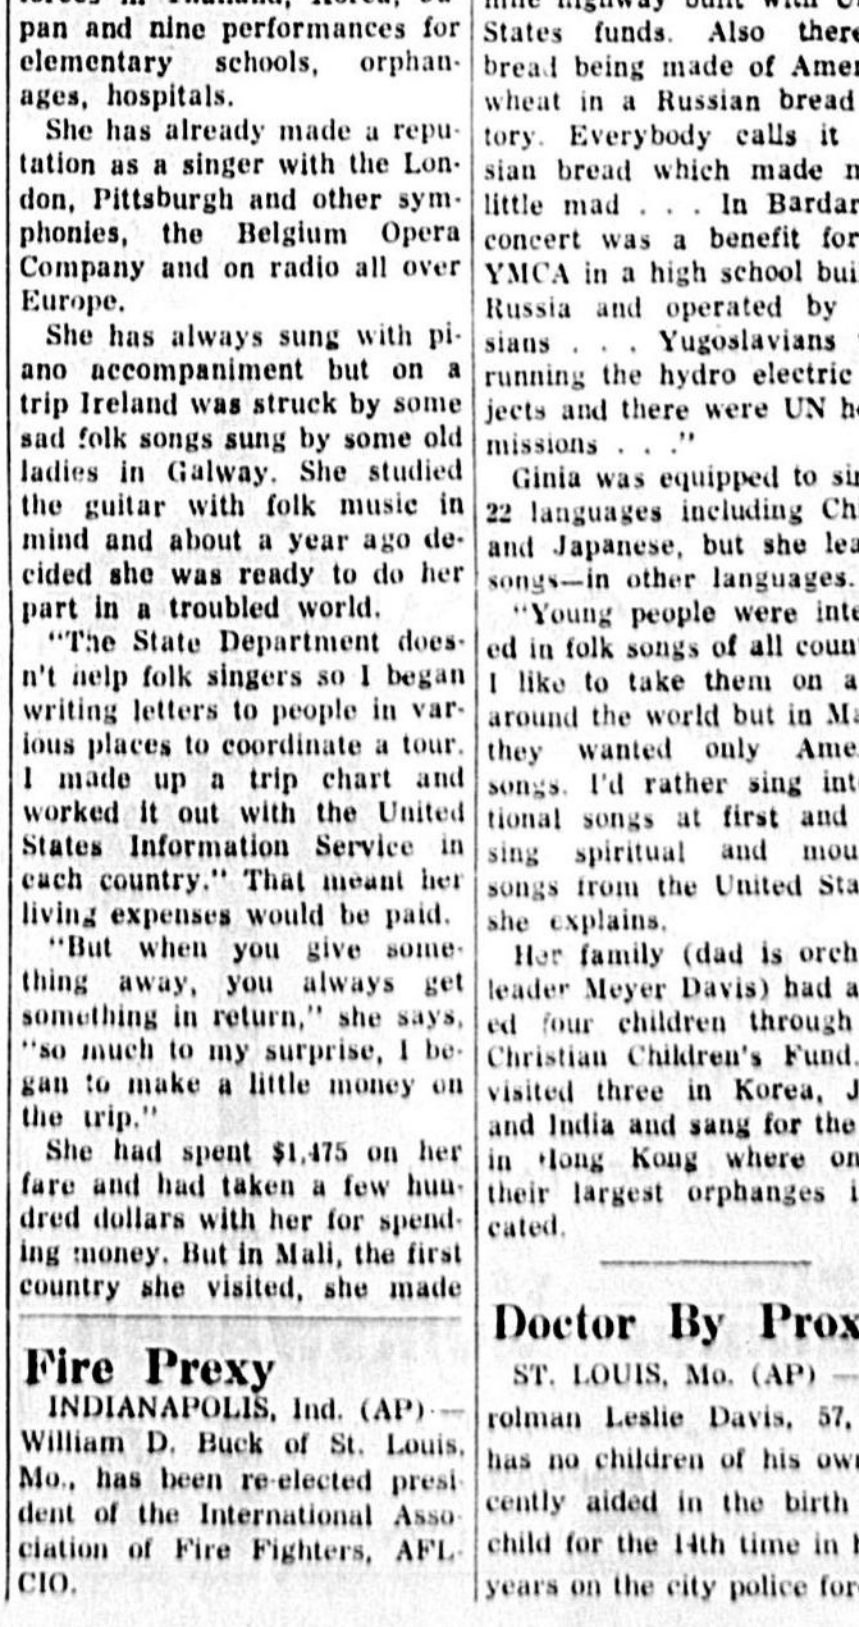 pan and nine performances for
elementary schools, orphan-
ages, hospitals.
She has already made a repu-
tation as a singer with the Lon-
don, Pittsburgh and other sym-
phonies, the Belgium Opera
Company and on radio all over
Europe.
She has always sung with pi-
ano accompaniment but on a
trip Ireland was struck by some
sad folk songs sung by some old
ladies in Galway. She studied
the guitar with folk music in
mind and about a year ago de-
cided she was ready to do her
part in a troubled world.
"The State Department does-
n't help folk singers so I began
writing letters to people in var-
ious places to coordinate a tour.
I made up a trip chart and
worked it out with the United
States Information Service in
each country." That meant her
living expenses would be paid.
"But when you give some-
thing away, you always get
something in return," she says,
"so much to my surprise, I be-
gan to make a little money on
the trip."
She had spent $1,475 on her
fare and had taken a few hun-
dred dollars with her for spend-
ing money. But in Mali, the first
country she visited, she made
Fire Prexy
INDIANAPOLIS, Ind. (AP) —
William D. Buck of St. Louis,
Mo., has been re-elected presi-
dent of the International Asso-
ciation of Fire Fighters, AFL-
CIO.
highway built with
States funds. Also there
bread being made of Amer
wheat in a Russian bread
tory. Everybody calls it
sian bread which made
little mad . . . In Bardar
concert was a benefit for
YMCA in a high school bui
Russia and operated by
sians . . . Yugoslavians
running the hydro electric
jects and there were UN h
missions . . ."
Ginia was equipped to si
22 languages including Ch
and Japanese, but she lea
songs—in other languages.
"Young people were inte
ed in folk songs of all coun
I like to take them on a
around the world but in Ma
they wanted only Ame
songs. I'd rather sing int
tional songs at first and
sing spiritual and mou
songs from the United Sta
she explains.
Her family (dad is orch
leader Meyer Davis) had a
ed four children through
Christian Children's Fund.
visited three in Korea, J
and India and sang for the
in Hong Kong where on
their largest orphanges i
cated.
Doctor By Prox
ST. LOUIS, Mo. (AP) —
rolman Leslie Davis, 57,
has no children of his own
cently aided in the birth
child for the 14th time in
years on the city police for